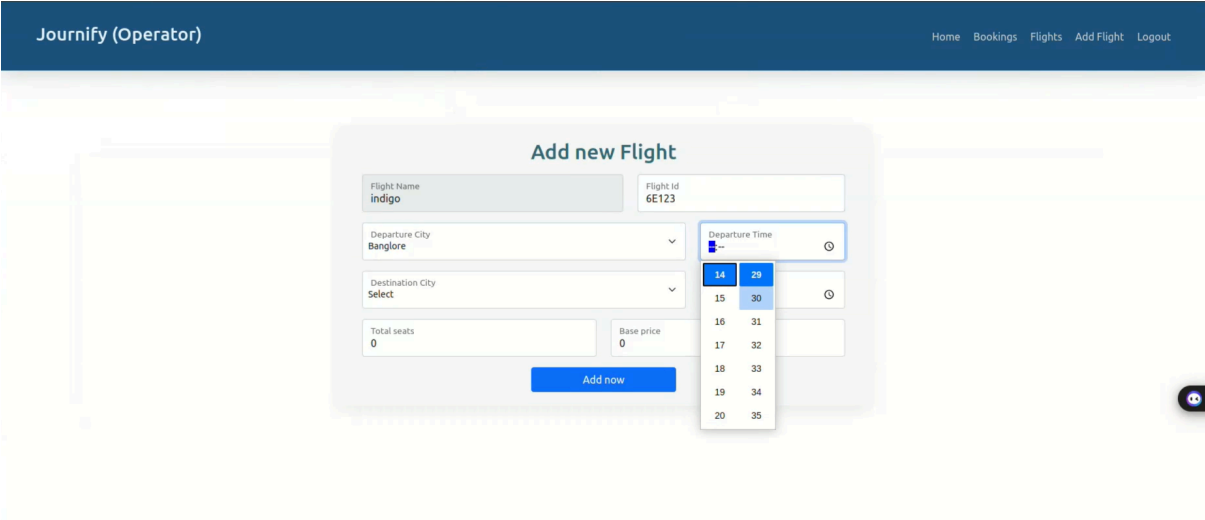 Journify (Operator)
Home Bookings Flights Add Flight Logout
Add new Flight
Flight Name
indigo
Flight Id
6E123
Departure City
Banglore
Departure Time
--:--
Destination City
Select
14 29
15 30
16 31
17 32
18 33
19 34
20 35
Total seats
0
Base price
0
Add now